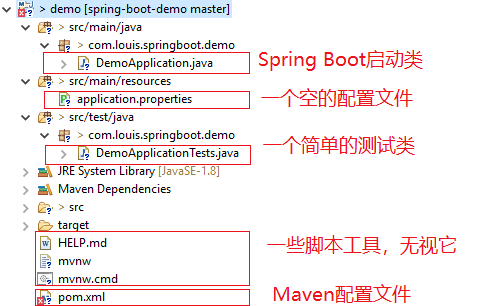 > demo [spring-boot-demo master]
> src/main/java
> com.louis.springboot.demo
> DemoApplication.java
Spring Boot启动类
> src/main/resources
application.properties
一个空的配置文件
> src/test/java
> com.louis.springboot.demo
> DemoApplicationTests.java
一个简单的测试类
JRE System Library [JavaSE-1.8]
Maven Dependencies
> src
target
HELP.md
mvnw
一些脚本工具，无视它
mvnw.cmd
pom.xml
Maven配置文件